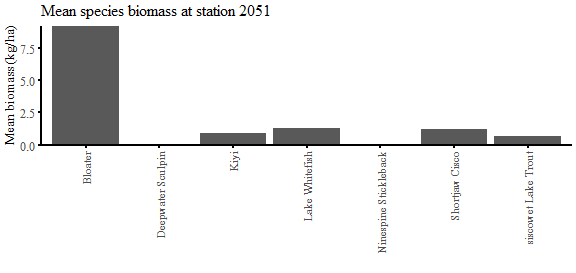 Mean species biomass at station 2051
Mean biomass (kg/ha)
7.5
5.0
2.5
0.0
Bloater
Deepwater Sculpin
Kiyi
Lake Whitefish
Ninespine Stickleback
Shortjaw Cisco
siscowet Lake Trout